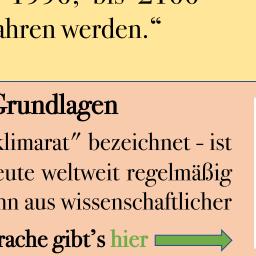 1990, bis 2100
ahren werden.“
Grundlagen
klimarat” bezeichnet - ist
eute weltweit regelmäßig
nn aus wissenschaftlicher
rache gibt’s hier